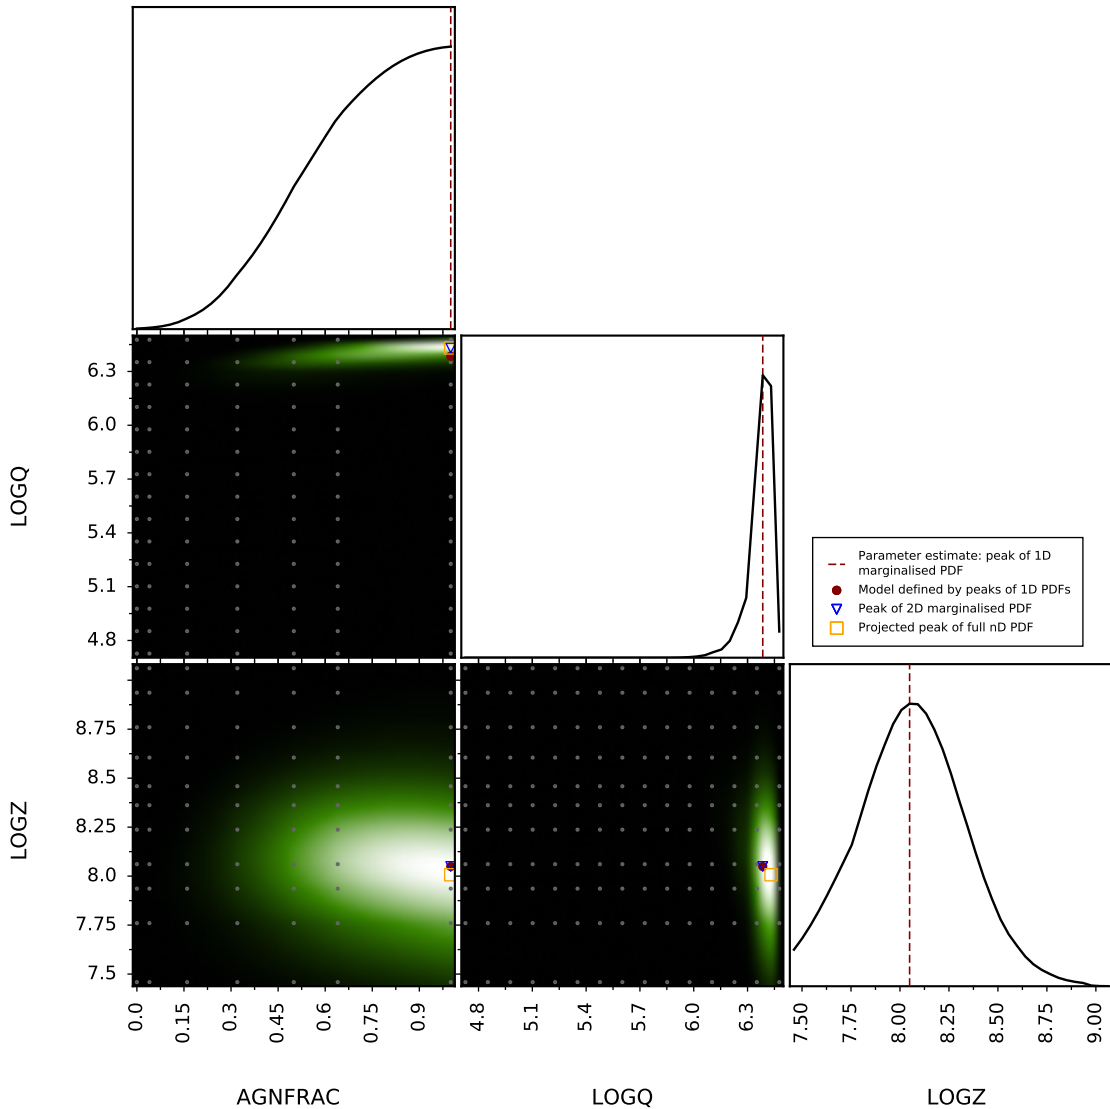 6.3
6.0
5.7
5.4
5.1
4.8
LOGQ
Parameter estimate: peak of 1D
marginalised PDF
Model defined by peaks of 1D PDFs
Peak of 2D marginalised PDF
Projected peak of full nD PDF
8.75
8.5
8.25
8.0
7.75
7.5
LOGZ
0.0 0.15 0.3 0.45 0.6 0.75 0.9
4.8 5.1 5.4 5.7 6.0 6.3
7.50 7.75 8.00 8.25 8.50 8.75 9.00
AGNFRAC LOGQ LOGZ